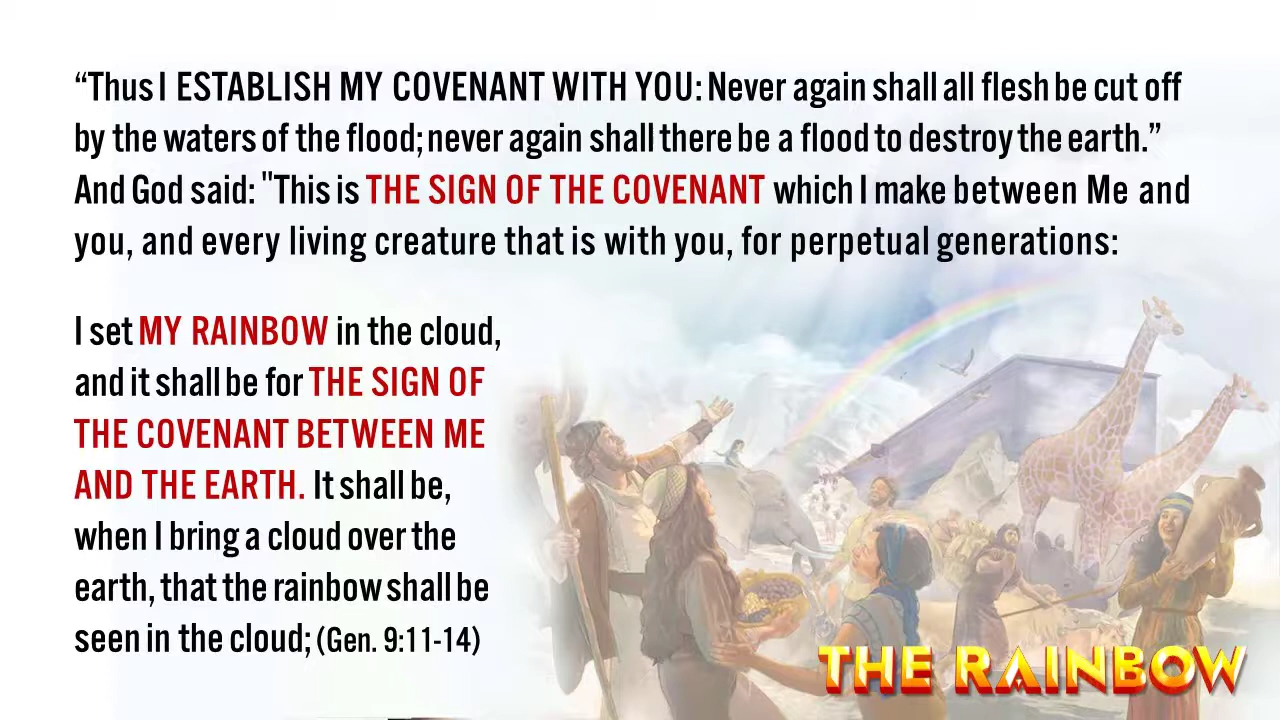 “Thus I ESTABLISH MY COVENANT WITH YOU: Never again shall all flesh be cut off
by the waters of the flood; never again shall there be a flood to destroy the earth.”
And God said: "This is THE SIGN OF THE COVENANT which I make between Me and
you, and every living creature that is with you, for perpetual generations:
I set MY RAINBOW in the cloud,
and it shall be for THE SIGN OF
THE COVENANT BETWEEN ME
AND THE EARTH. It shall be,
when I bring a cloud over the
earth, that the rainbow shall be
seen in the cloud; (Gen. 9:11-14)
THE RAINBOW